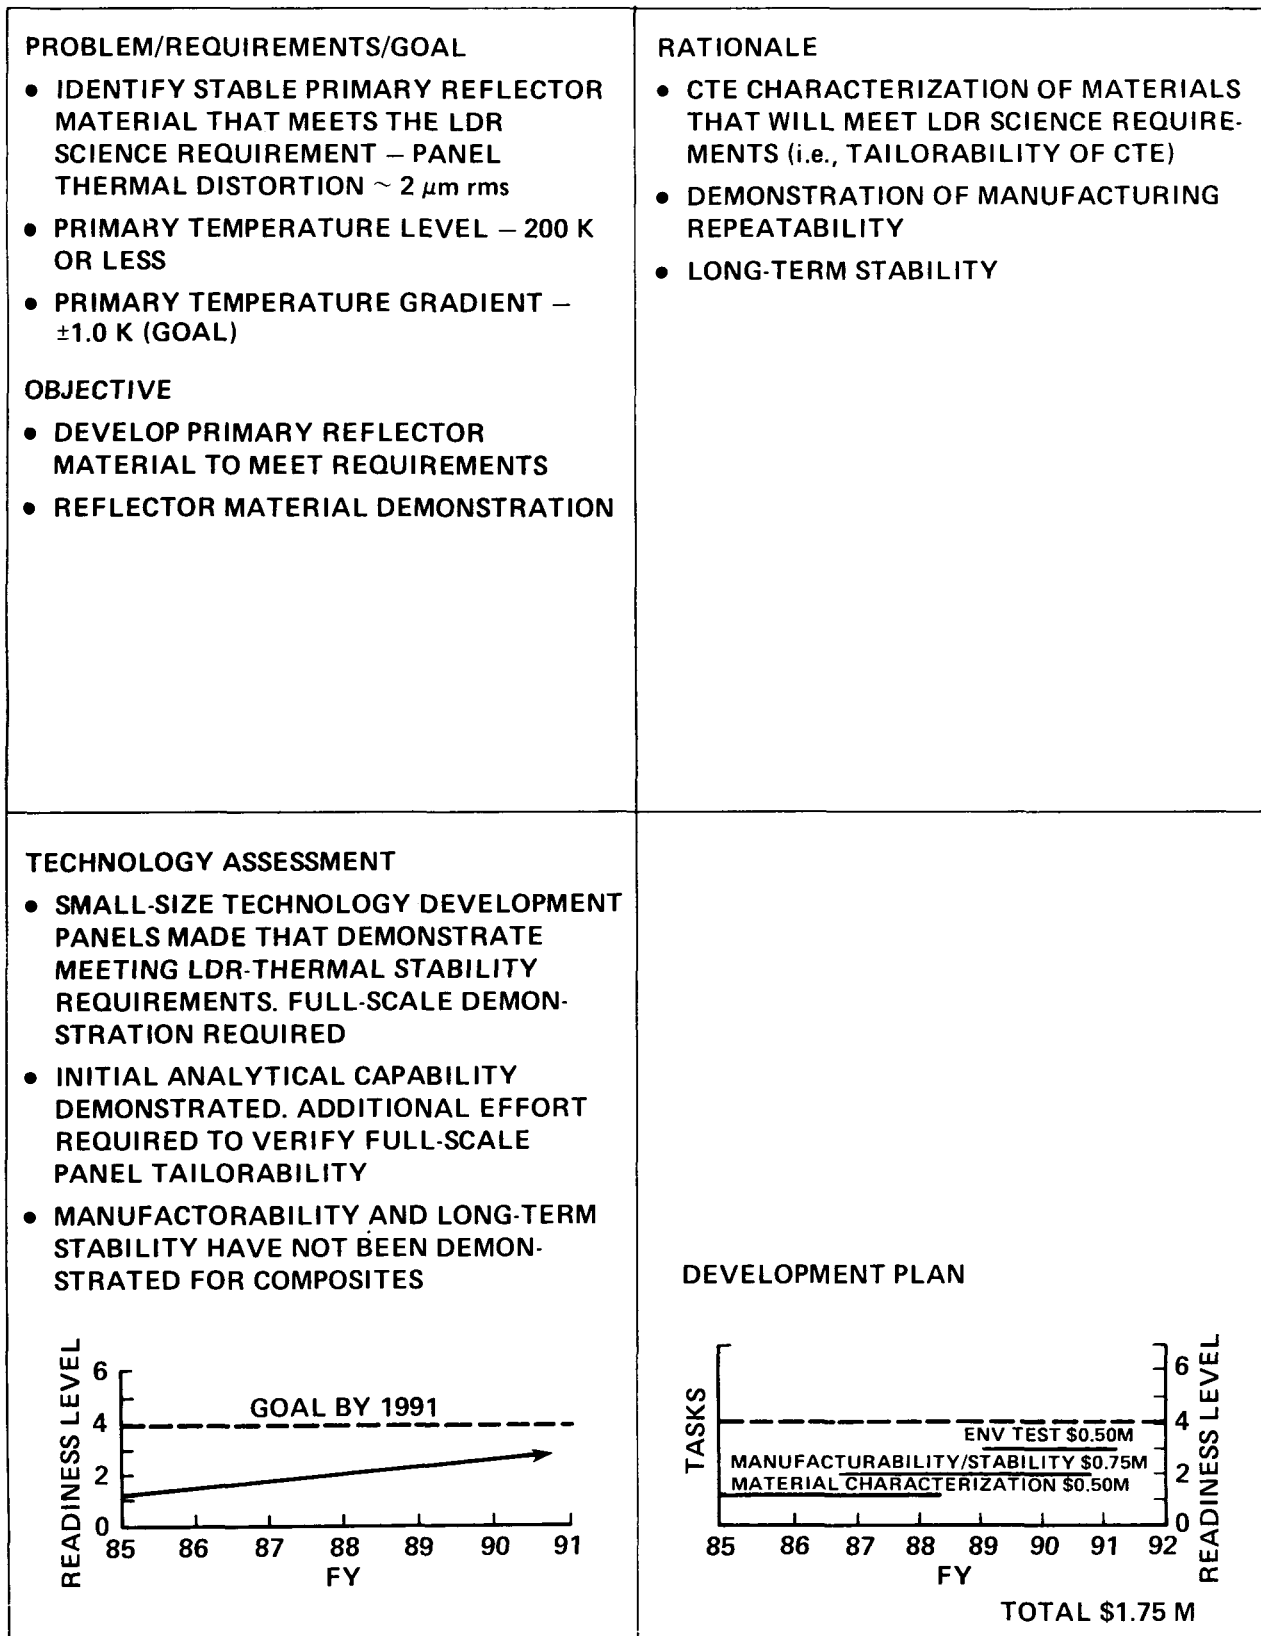 PROBLEM/REQUIREMENTS/GOAL
• IDENTIFY STABLE PRIMARY REFLECTOR
MATERIAL THAT MEETS THE LDR
SCIENCE REQUIREMENT – PANEL
THERMAL DISTORTION ~ 2 μm rms
• PRIMARY TEMPERATURE LEVEL – 200 K
OR LESS
• PRIMARY TEMPERATURE GRADIENT –
±1.0 K (GOAL)
OBJECTIVE
• DEVELOP PRIMARY REFLECTOR
MATERIAL TO MEET REQUIREMENTS
• REFLECTOR MATERIAL DEMONSTRATION
RATIONALE
• CTE CHARACTERIZATION OF MATERIALS
THAT WILL MEET LDR SCIENCE REQUIRE-
MENTS (i.e., TAILORABILITY OF CTE)
• DEMONSTRATION OF MANUFACTURING
REPEATABILITY
• LONG-TERM STABILITY
TECHNOLOGY ASSESSMENT
• SMALL-SIZE TECHNOLOGY DEVELOPMENT
PANELS MADE THAT DEMONSTRATE
MEETING LDR-THERMAL STABILITY
REQUIREMENTS. FULL-SCALE DEMON-
STRATION REQUIRED
• INITIAL ANALYTICAL CAPABILITY
DEMONSTRATED. ADDITIONAL EFFORT
REQUIRED TO VERIFY FULL-SCALE
PANEL TAILORABILITY
• MANUFACTORABILITY AND LONG-TERM
STABILITY HAVE NOT BEEN DEMON-
STRATED FOR COMPOSITES
READINESS LEVEL
6
4
2
0
GOAL BY 1991
85 86 87 88 89 90 91
FY
DEVELOPMENT PLAN
TASKS
ENV TEST $0.50M
MANUFACTURABILITY/STABILITY $0.75M
MATERIAL CHARACTERIZATION $0.50M
6
4
2
0
READINESS LEVEL
85 86 87 88 89 90 91 92
FY
TOTAL $1.75 M